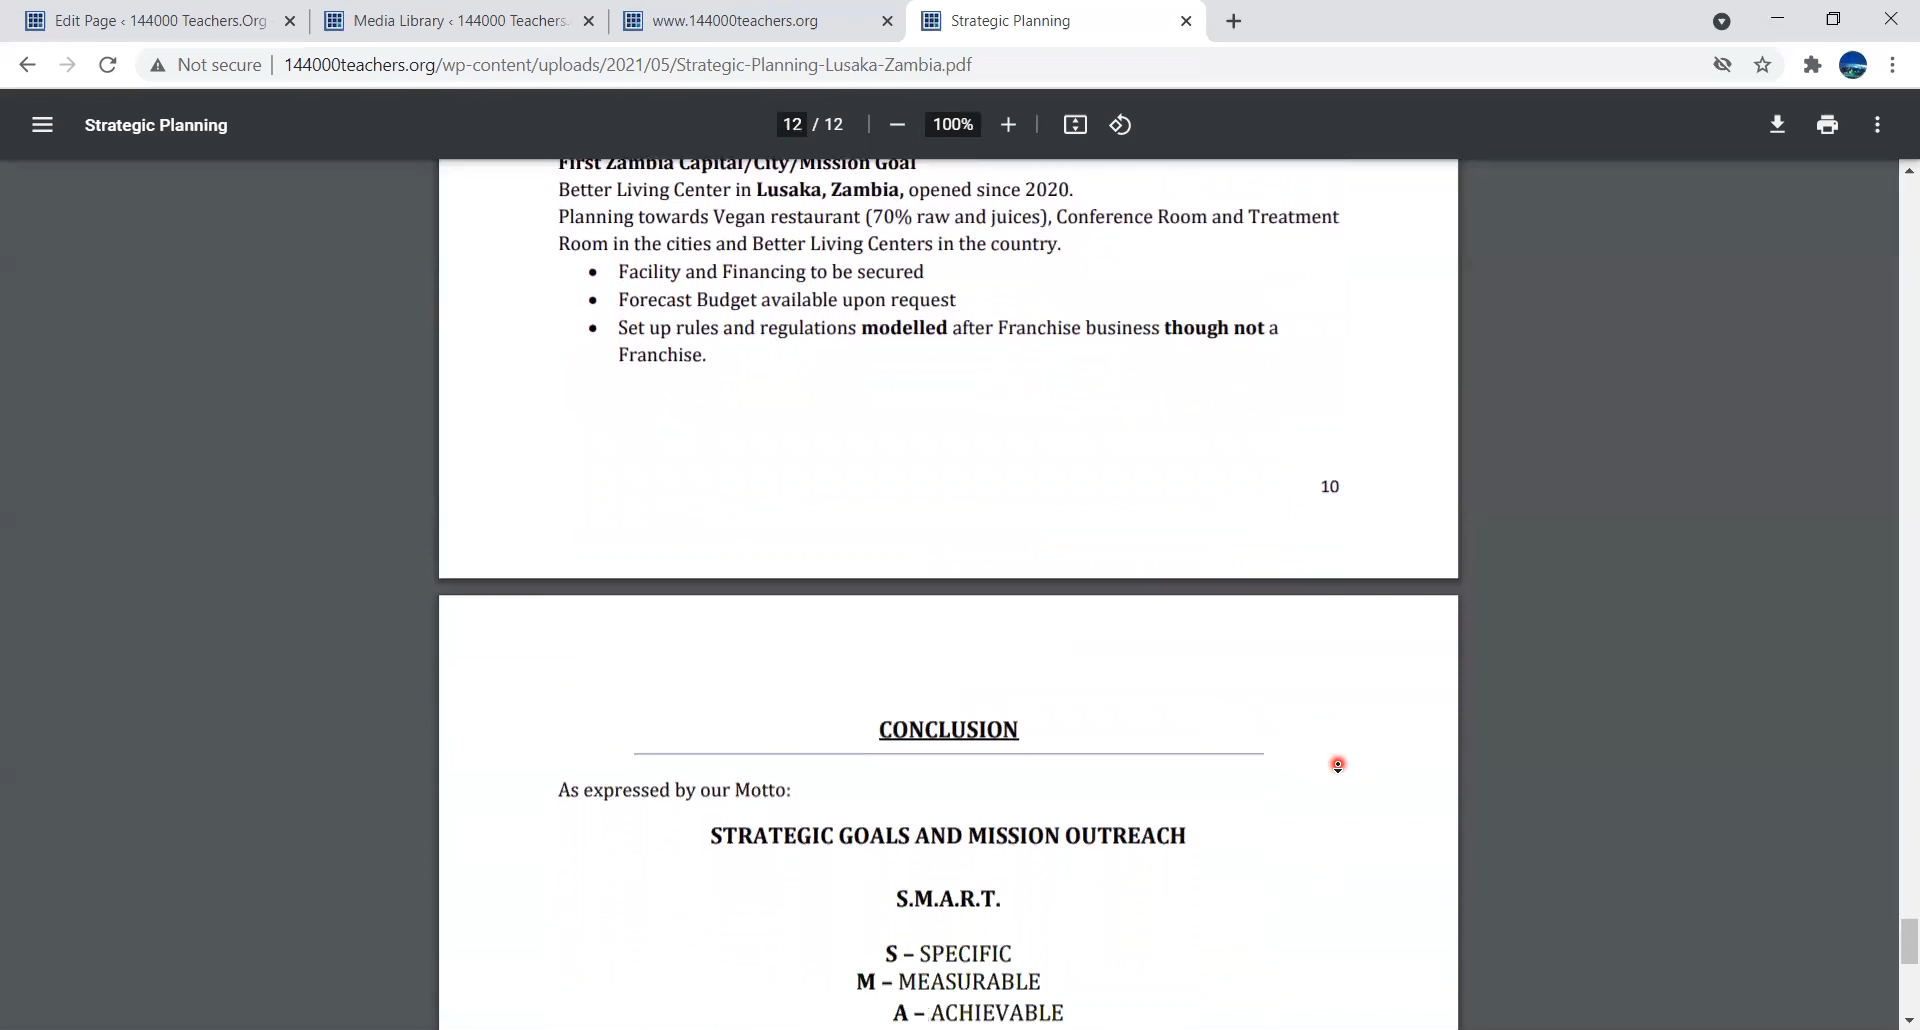 Edit Page ‹ 144000 Teachers.Org
Media Library ‹ 144000 Teachers.
www.144000teachers.org
Strategic Planning
Not secure
144000teachers.org/wp-content/uploads/2021/05/Strategic-Planning-Lusaka-Zambia.pdf
Strategic Planning
12 / 12
100%
First Zambia Capital/City/Mission Goal
Better Living Center in Lusaka, Zambia, opened since 2020.
Planning towards Vegan restaurant (70% raw and juices), Conference Room and Treatment
Room in the cities and Better Living Centers in the country.
• Facility and Financing to be secured
• Forecast Budget available upon request
• Set up rules and regulations modelled after Franchise business though not a
Franchise.
10
CONCLUSION
As expressed by our Motto:
STRATEGIC GOALS AND MISSION OUTREACH
S.M.A.R.T.
S – SPECIFIC
M – MEASURABLE
A – ACHIEVABLE